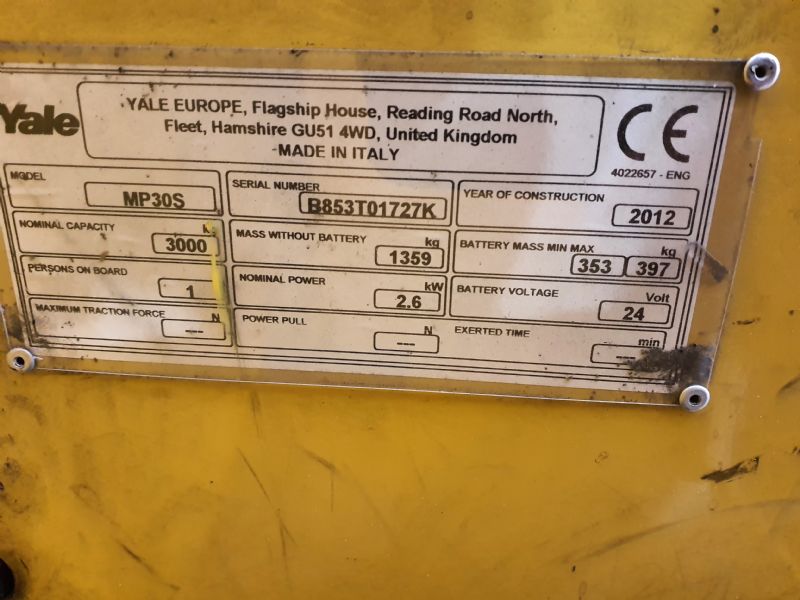 Yale
YALE EUROPE, Flagship House, Reading Road North,
Fleet, Hamshire GU51 4WD, United Kingdom
MADE IN ITALY
CE
4022657 - ENG
MODEL
MP30S
SERIAL NUMBER
B853T01727K
YEAR OF CONSTRUCTION
2012
NOMINAL CAPACITY
3000
MASS WITHOUT BATTERY kg
1359
BATTERY MASS MIN MAX kg
353 397
PERSONS ON BOARD
1
NOMINAL POWER kW
2.6
BATTERY VOLTAGE Volt
24
MAXIMUM TRACTION FORCE N
---
POWER PULL N
---
EXERTED TIME min
---